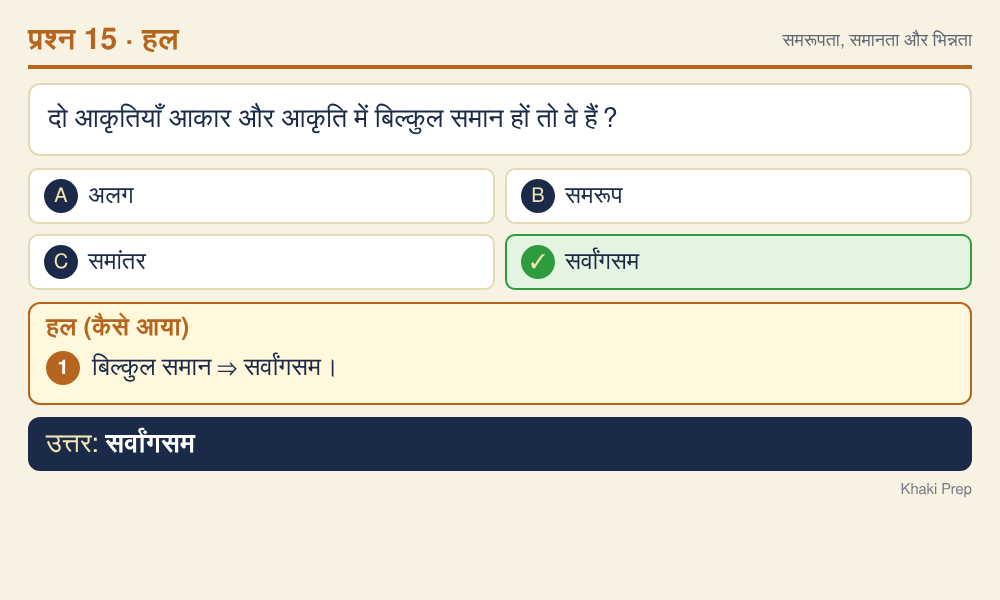 प्रश्न 15 · हल
समरूपता, समानता और भिन्नता
दो आकृतियाँ आकार और आकृति में बिल्कुल समान हों तो वे हैं ?
A अलग
B समरूप
C समांतर
✓ सर्वांगसम
हल (कैसे आया)
1 बिल्कुल समान ⇒ सर्वांगसम।
उत्तर: सर्वांगसम
Khaki Prep